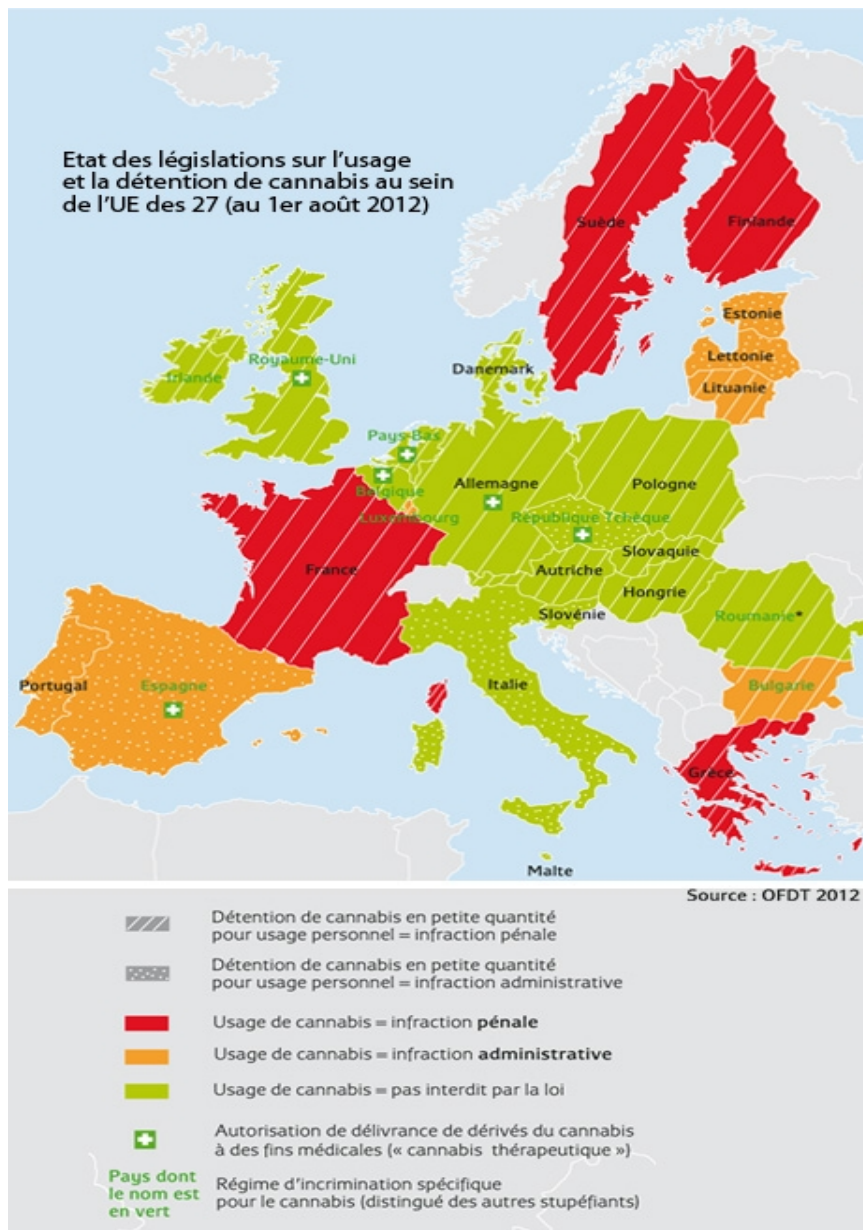 Etat des législations sur l'usage
et la détention de cannabis au sein
de l'UE des 27 (au 1er août 2012)
Suède
Finlande
Estonie
Lettonie
Lituanie
Royaume-Uni
Irlande
Danemark
Pays-Bas
Belgique
Allemagne
Pologne
Luxembourg
République Tchèque
France
Slovaquie
Autriche
Hongrie
Slovénie
Roumanie*
Portugal
Espagne
Italie
Bulgarie
Grèce
Malte
Source : OFDT 2012
Détention de cannabis en petite quantité
pour usage personnel = infraction pénale
Détention de cannabis en petite quantité
pour usage personnel = infraction administrative
Usage de cannabis = infraction pénale
Usage de cannabis = infraction administrative
Usage de cannabis = pas interdit par la loi
Autorisation de délivrance de dérivés du cannabis
à des fins médicales (« cannabis thérapeutique »)
Pays dont
le nom est
en vert
Régime d'incrimination spécifique
pour le cannabis (distingué des autres stupéfiants)